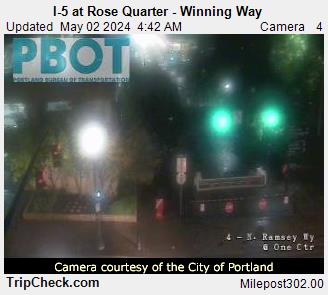 I-5 at Rose Quarter - Winning Way
Updated May 02 2024 4:42 AM Camera 4
PBOT
PORTLAND BUREAU OF TRANSPORTATION
4 - N. Ramsey Wy
@ One Ctr
Camera courtesy of the City of Portland
TripCheck.com Milepost302.00